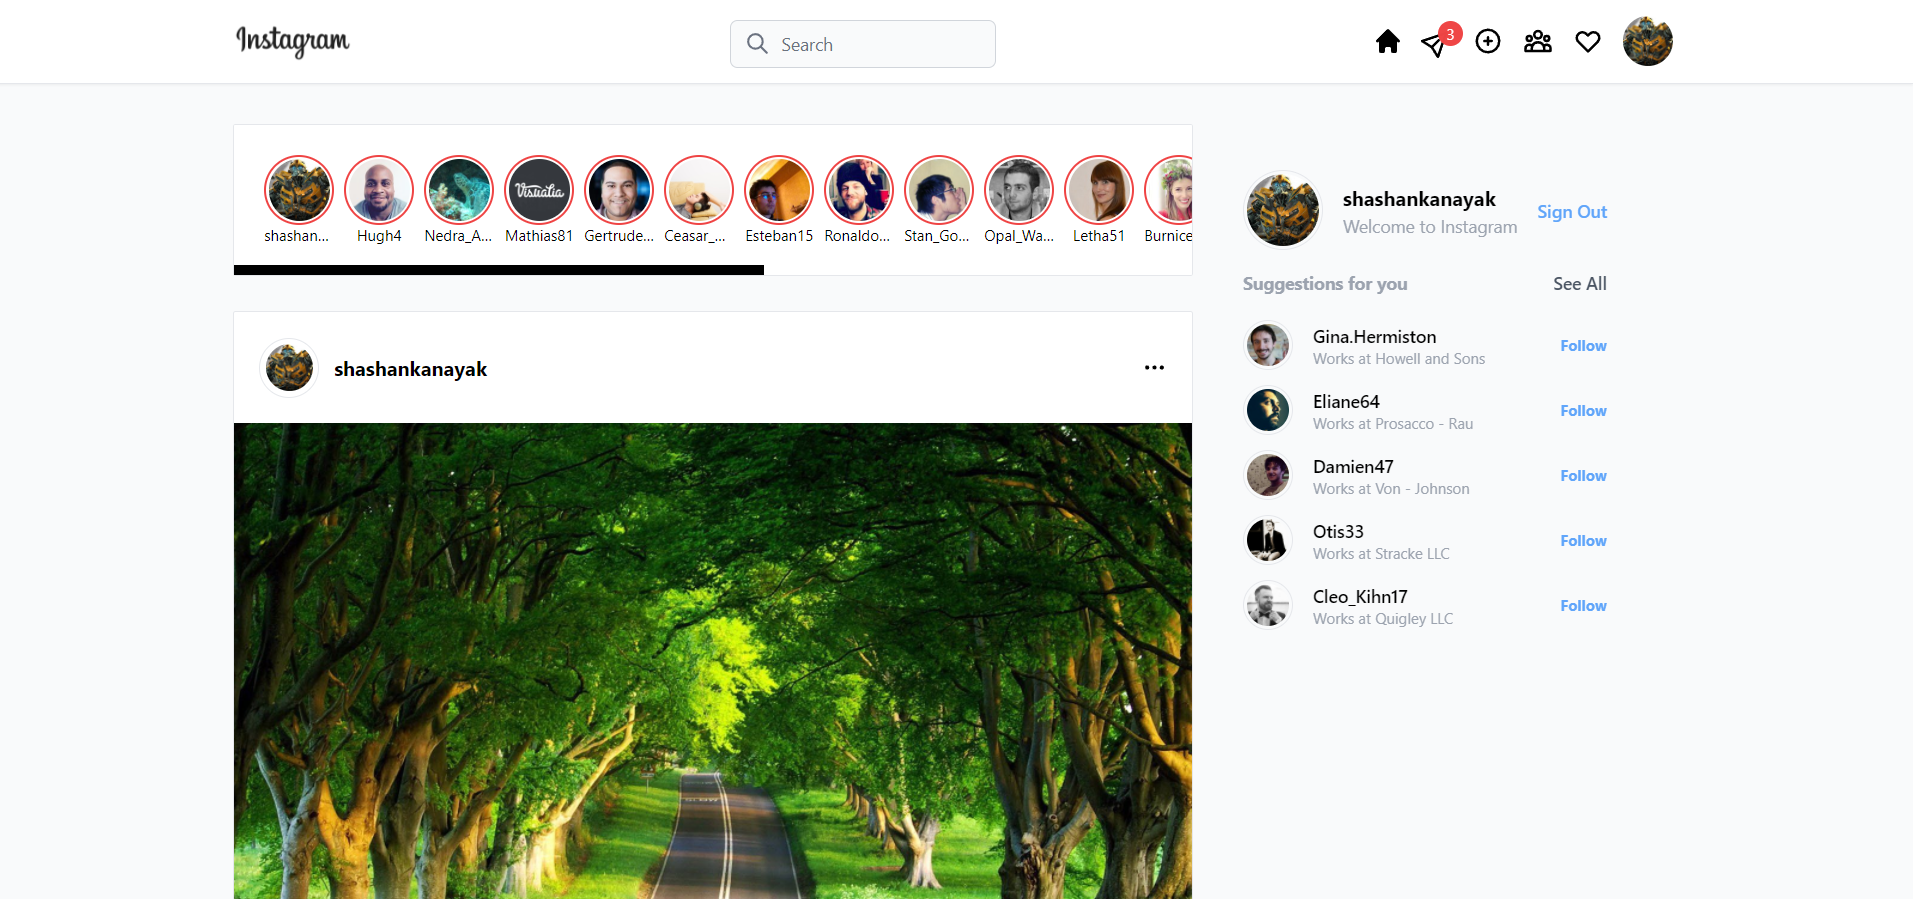 Instagram
Search
3
shashan...
Hugh4
Nedra_A...
Mathias81
Gertrude...
Ceasar_...
Esteban15
Ronaldo...
Stan_Go...
Opal_Wa...
Letha51
Burnice
Visualia
shashankanayak
Welcome to Instagram
Sign Out
Suggestions for you
See All
Gina.Hermiston
Works at Howell and Sons
Follow
Eliane64
Works at Prosacco - Rau
Follow
Damien47
Works at Von - Johnson
Follow
Otis33
Works at Stracke LLC
Follow
Cleo_Kihn17
Works at Quigley LLC
Follow
shashankanayak